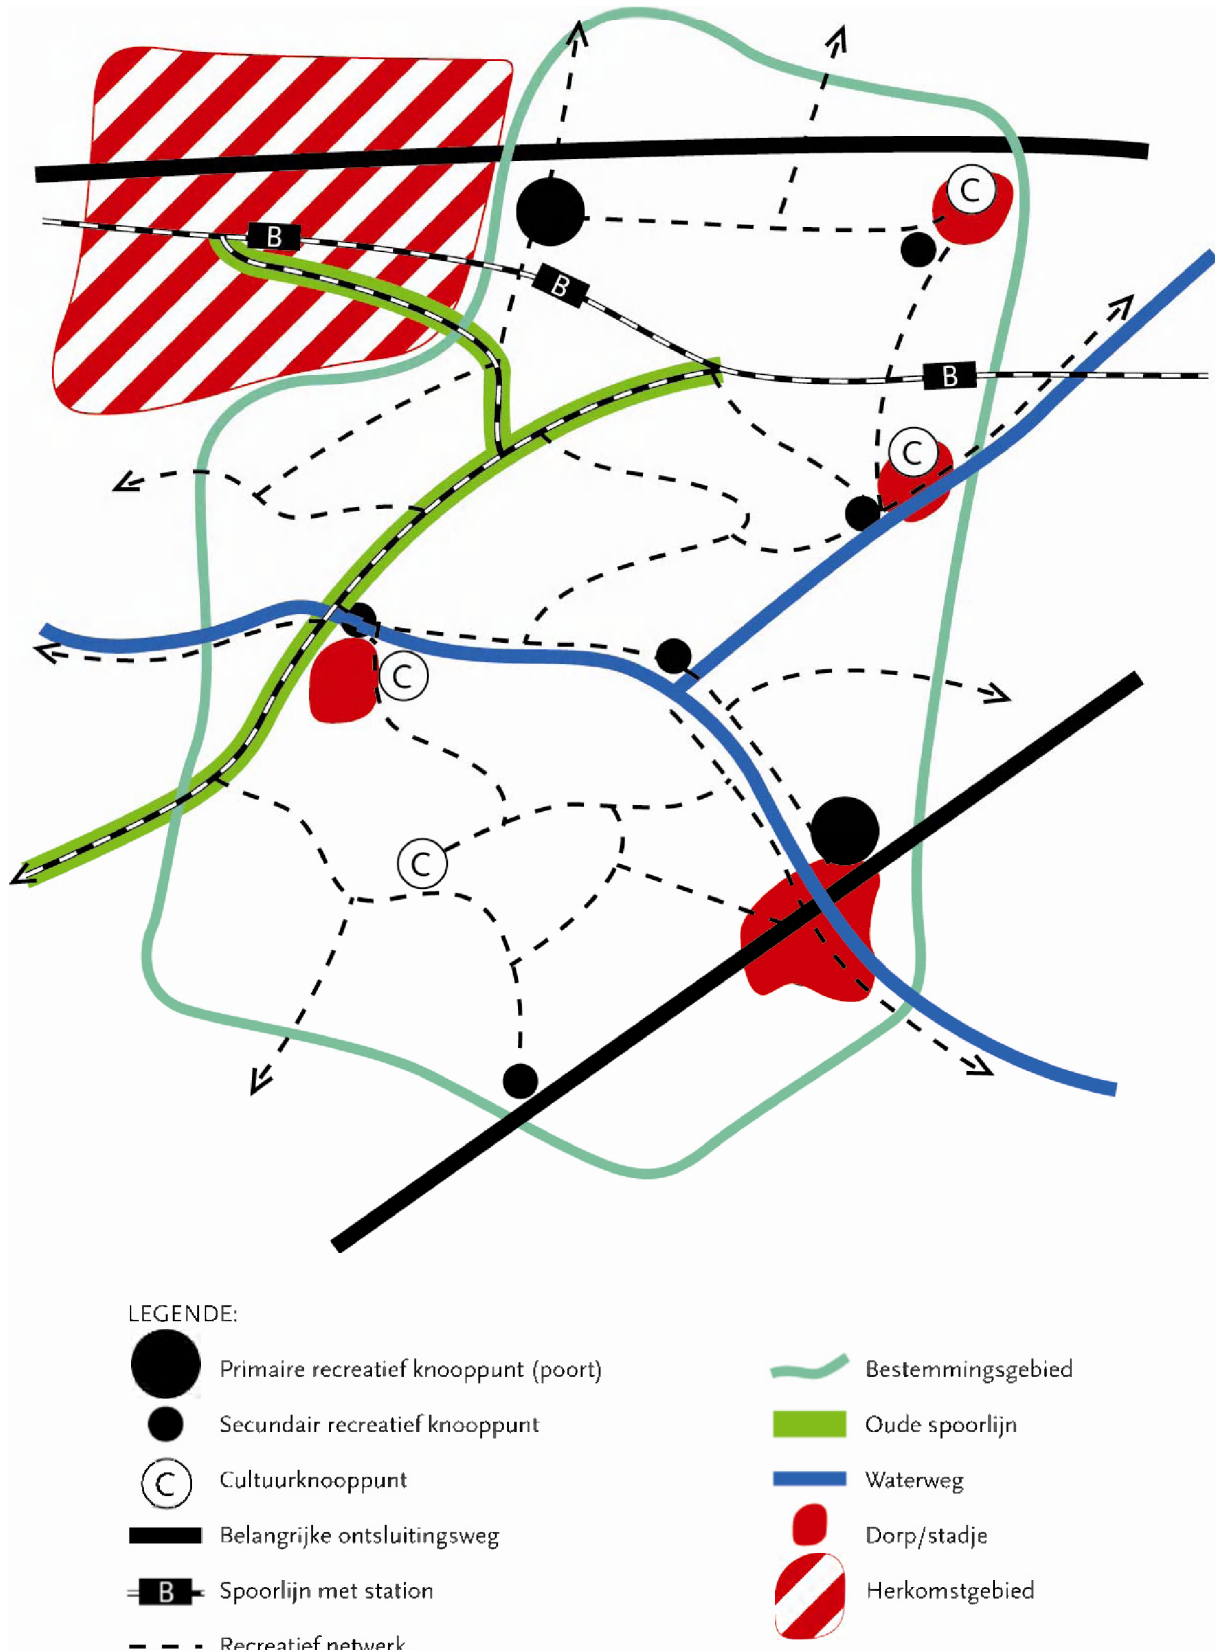 B
C
B
B
C
C
C
LEGENDE:
Primaire recreatief knooppunt (poort)
Secundair recreatief knooppunt
C Cultuurknooppunt
Belangrijke ontsluitingsweg
B Spoorlijn met station
Recreatief netwerk
Bestemmingsgebied
Oude spoorlijn
Waterweg
Dorp/stadje
Herkomstgebied